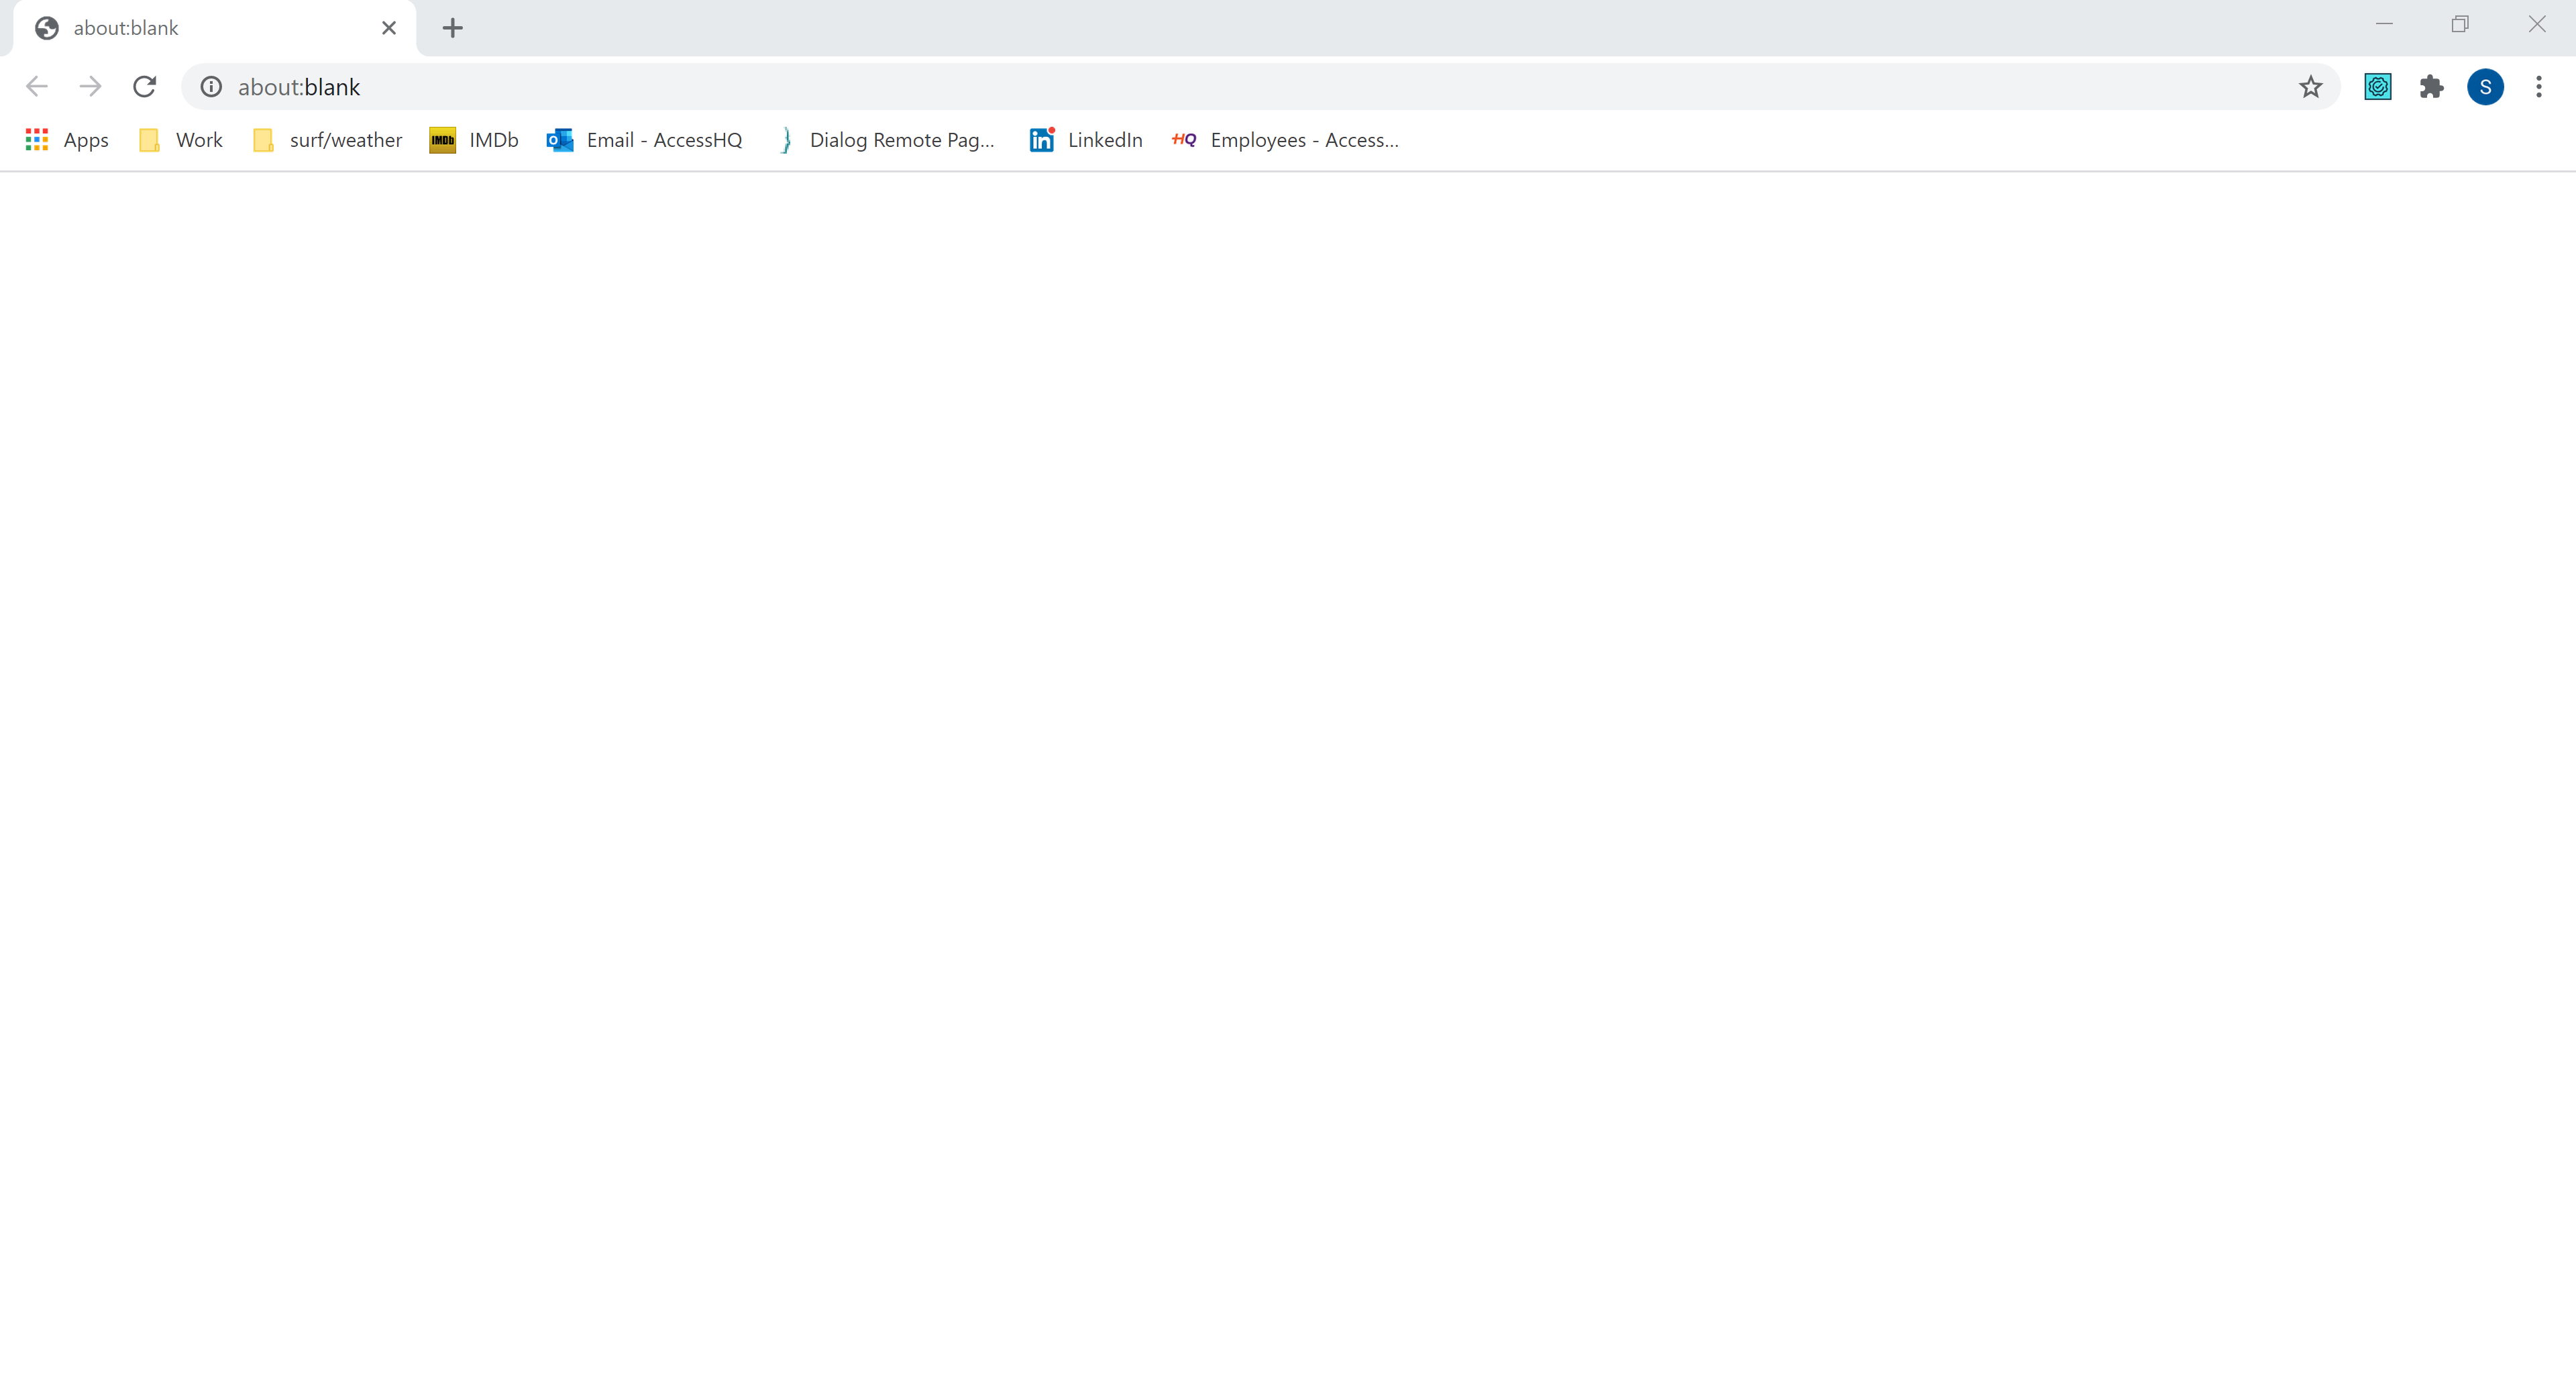 about:blank
about:blank
S
Apps Work surf/weather IMDb IMDb Email - AccessHQ Dialog Remote Pag... in LinkedIn HQ Employees - Access...